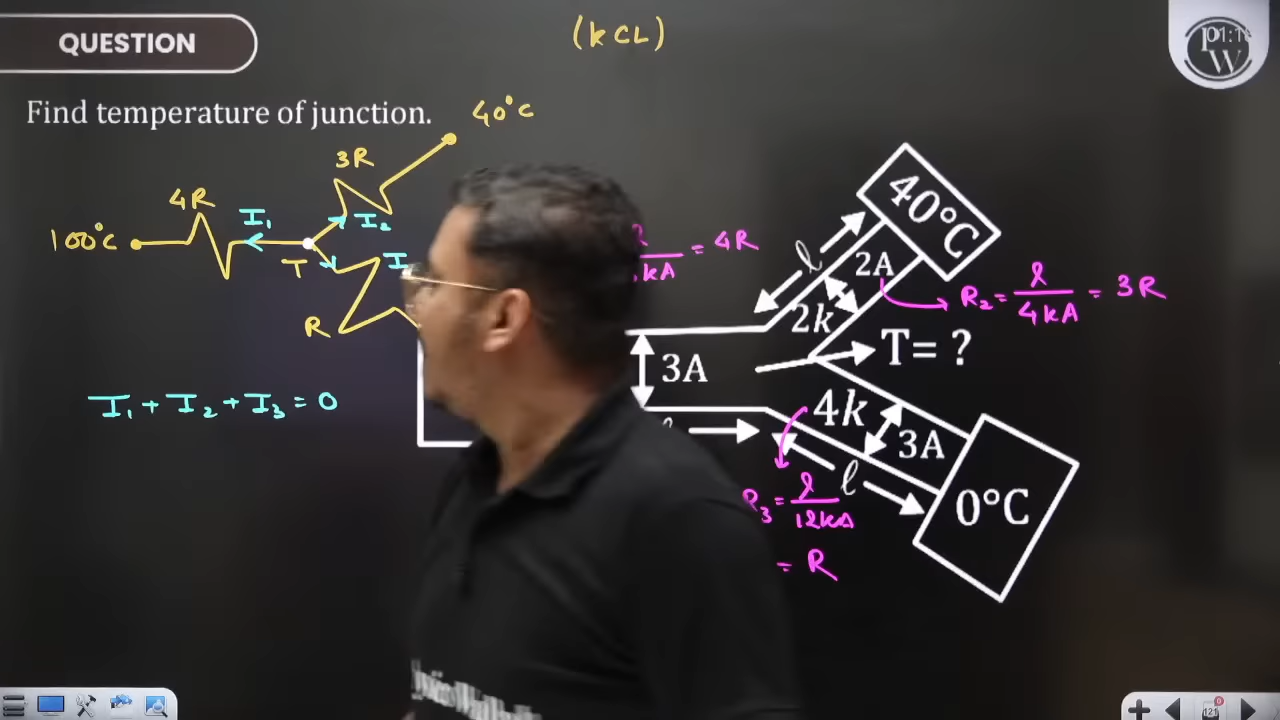 QUESTION
(KCL)
Find temperature of junction.
40°C
3R
4R
I₁
I₂
100°C
T
I
R
I₁ + I₂ + I₃ = 0
kA = 4R
40°C
l
2A
2k
R₂ = l/4kA = 3R
T= ?
3A
4k
3A
l
R₃ = l/12kA
= R
0°C